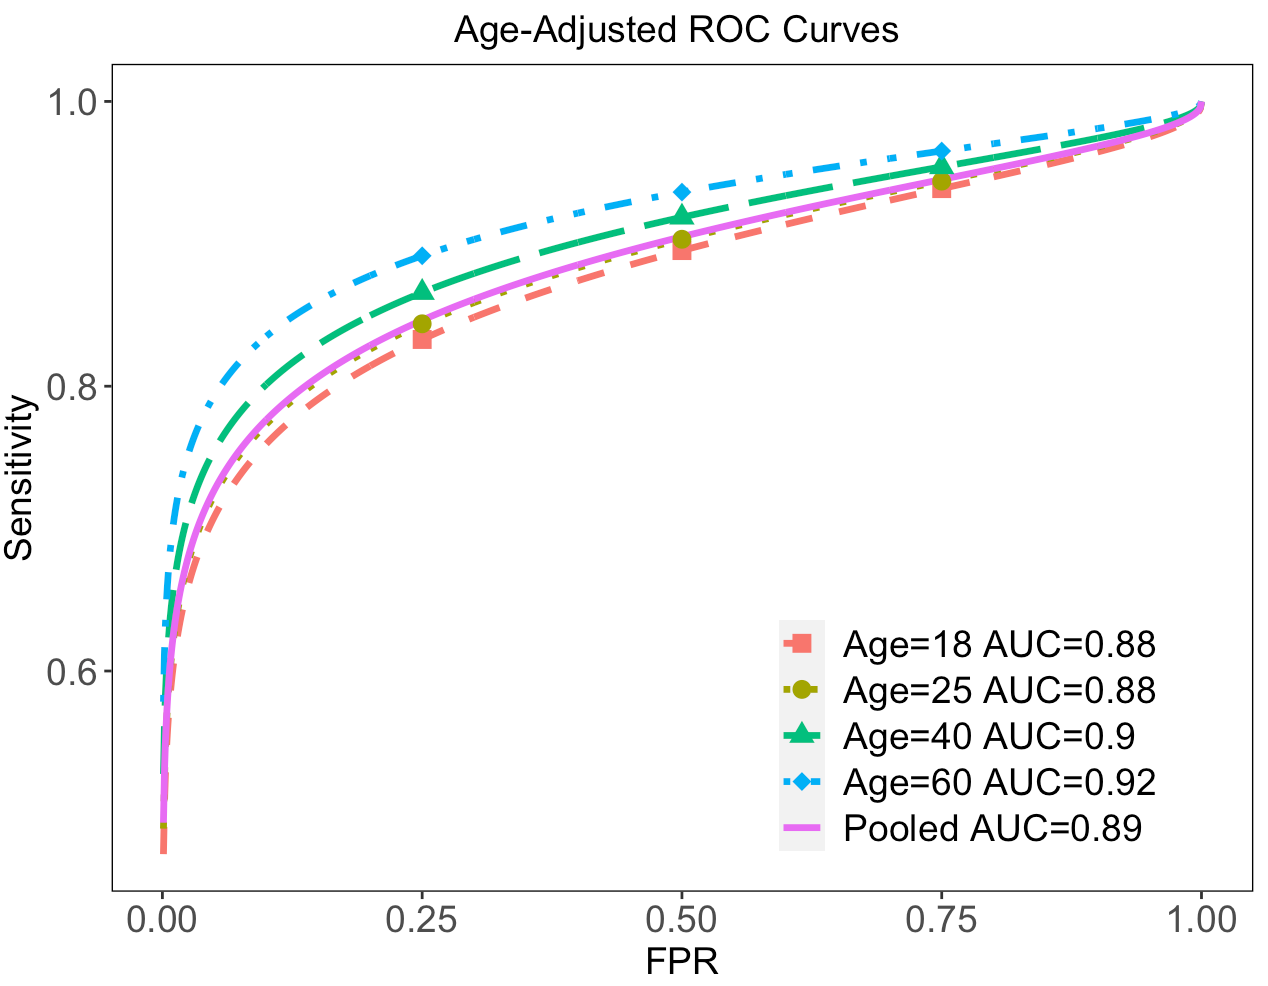 Age-Adjusted ROC Curves
1.0
0.8
0.6
Sensitivity
Age=18 AUC=0.88
Age=25 AUC=0.88
Age=40 AUC=0.9
Age=60 AUC=0.92
Pooled AUC=0.89
0.00 0.25 0.50 0.75 1.00
FPR